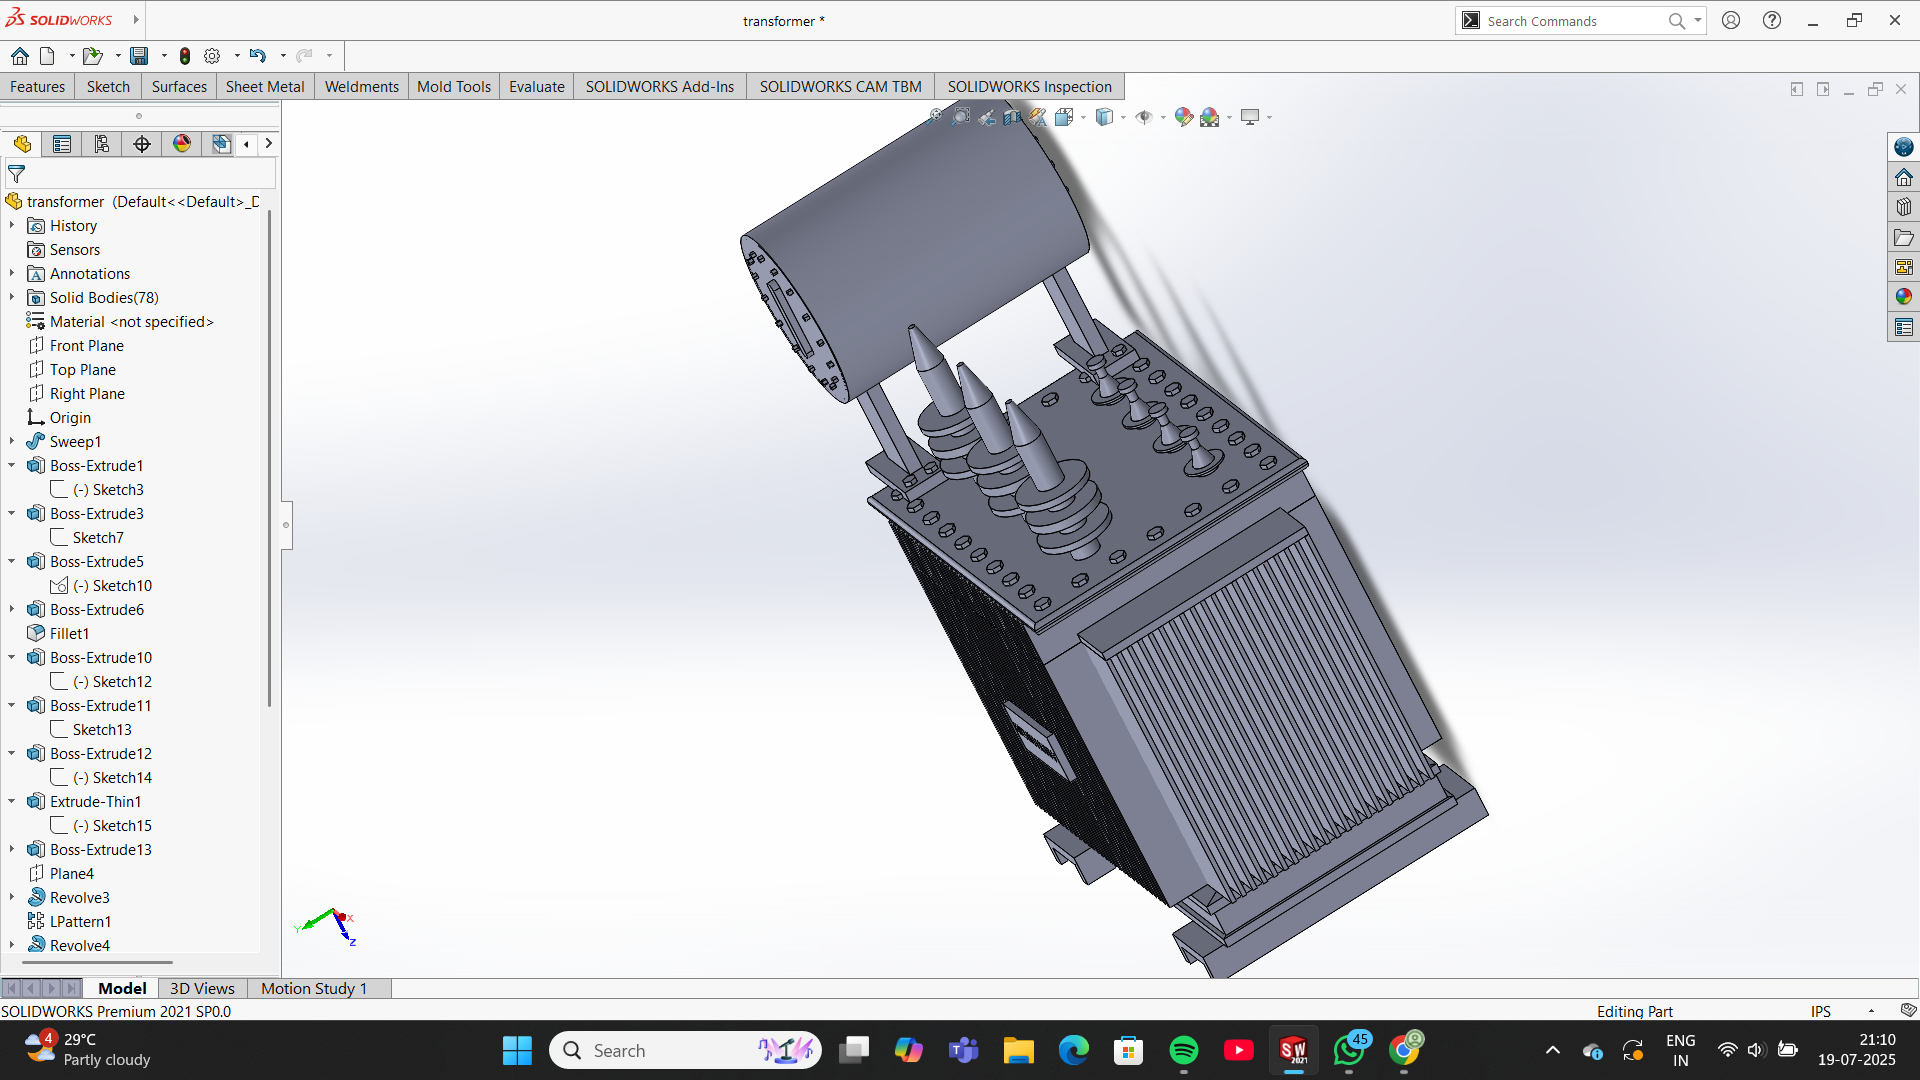 SOLIDWORKS
transformer *
Search Commands
Features
Sketch
Surfaces
Sheet Metal
Weldments
Mold Tools
Evaluate
SOLIDWORKS Add-Ins
SOLIDWORKS CAM TBM
SOLIDWORKS Inspection
transformer (Default<<Default>_D
History
Sensors
Annotations
Solid Bodies(78)
Material <not specified>
Front Plane
Top Plane
Right Plane
Origin
Sweep1
Boss-Extrude1
(-) Sketch3
Boss-Extrude3
Sketch7
Boss-Extrude5
(-) Sketch10
Boss-Extrude6
Fillet1
Boss-Extrude10
(-) Sketch12
Boss-Extrude11
Sketch13
Boss-Extrude12
(-) Sketch14
Extrude-Thin1
(-) Sketch15
Boss-Extrude13
Plane4
Revolve3
LPattern1
Revolve4
Y
X
Z
Model
3D Views
Motion Study 1
SOLIDWORKS Premium 2021 SP0.0
Editing Part
IPS
4
29°C
Partly cloudy
Search
SW
2021
45
ENG
IN
21:10
19-07-2025